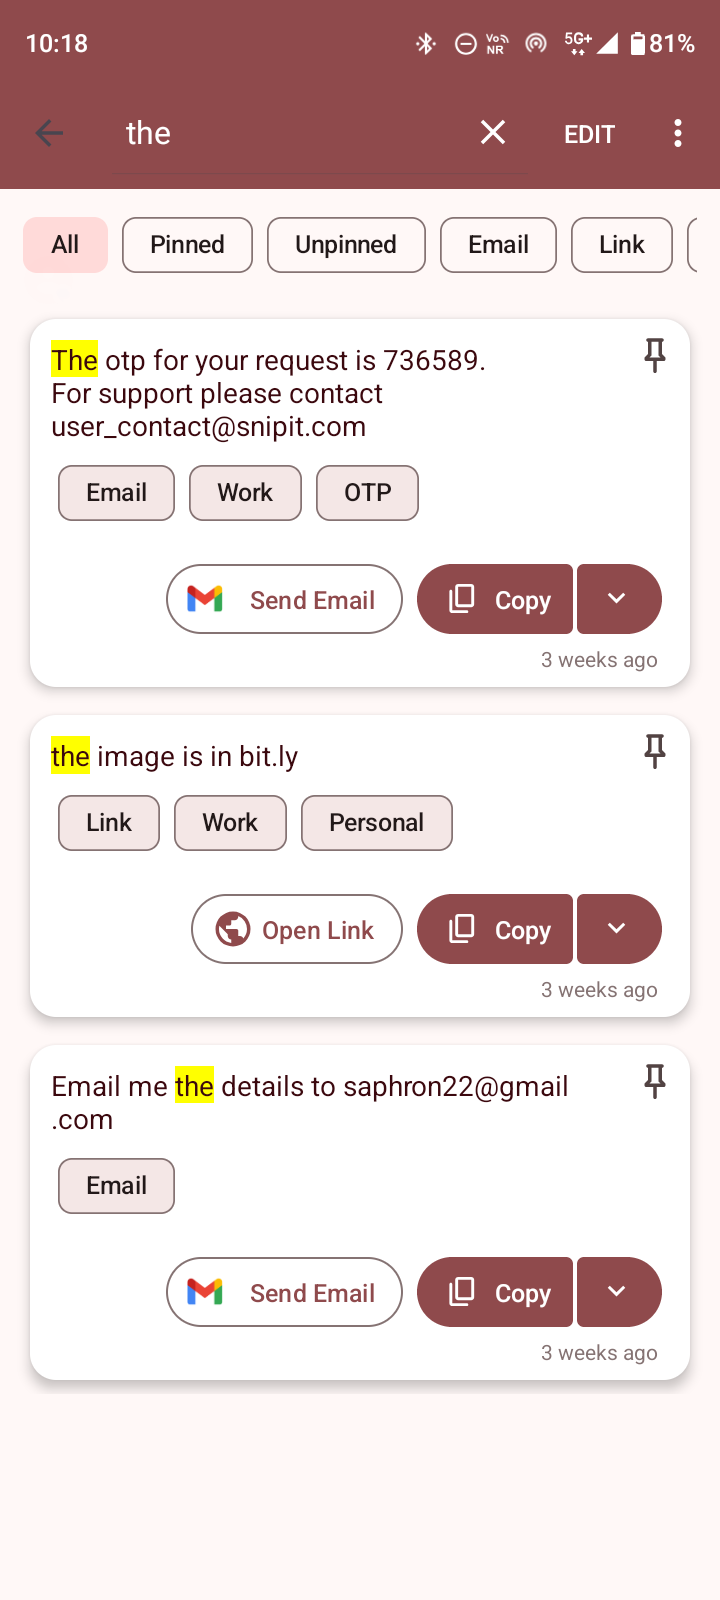 10:18 Vo NR 5G+ 81%
the EDIT
All Pinned Unpinned Email Link
The otp for your request is 736589.
For support please contact
user_contact@snipit.com
Email Work OTP
Send Email Copy
3 weeks ago
the image is in bit.ly
Link Work Personal
Open Link Copy
3 weeks ago
Email me the details to saphron22@gmail
.com
Email
Send Email Copy
3 weeks ago